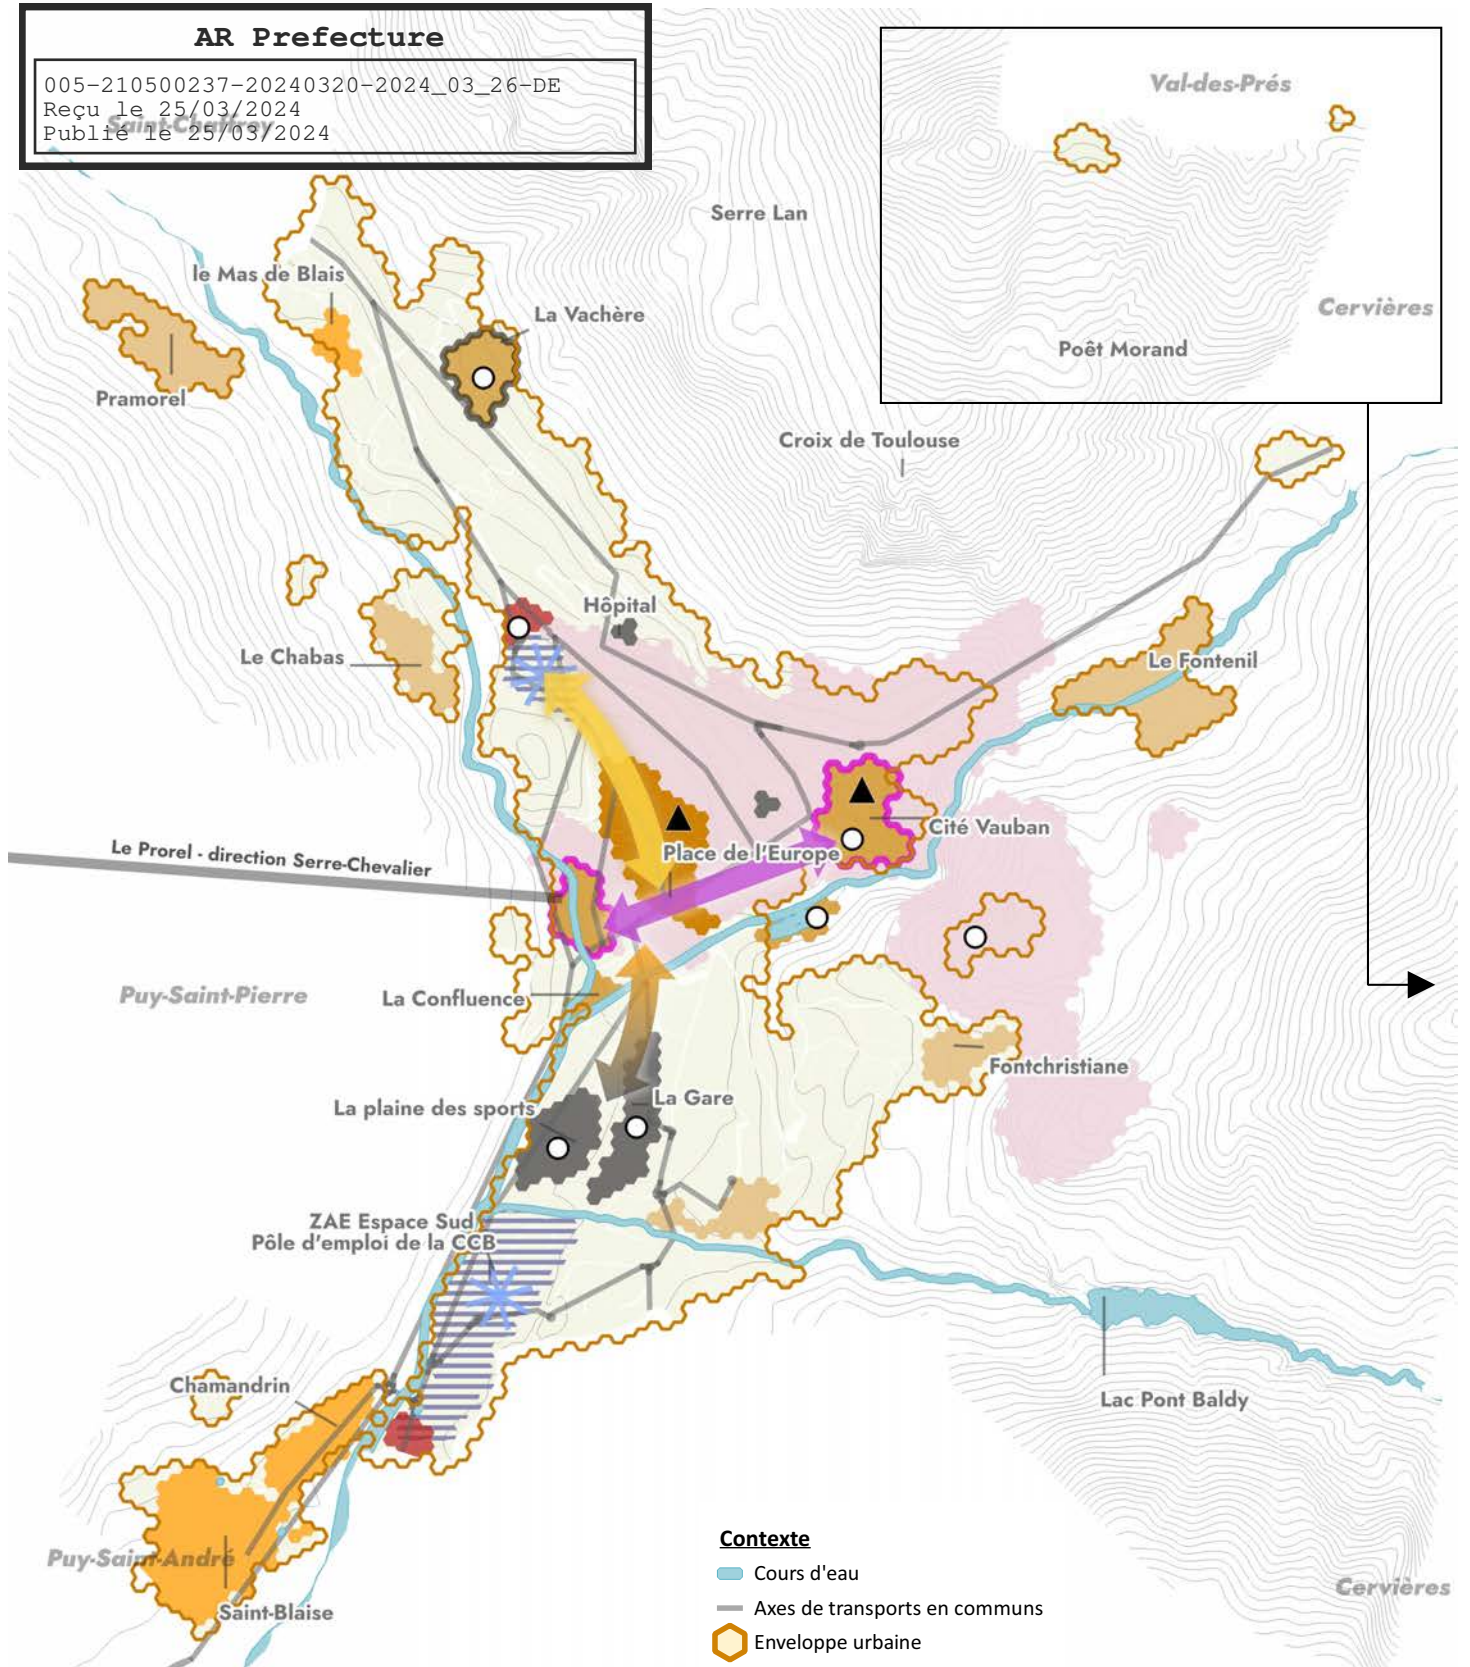 AR Prefecture
005-210500237-20240320-2024_03_26-DE
Reçu le 25/03/2024
Publié le 25/03/2024
Saint-Chaffrey
Val-des-Prés
Serre Lan
le Mas de Blais
La Vachère
Cervières
Poêt Morand
Pramorel
Croix de Toulouse
Hôpital
Le Chabas
Le Fontenil
Cité Vauban
Place de l'Europe
Le Prorel - direction Serre-Chevalier
Puy-Saint-Pierre
La Confluence
Fontchristiane
La Gare
La plaine des sports
ZAE Espace Sud
Pôle d'emploi de la CCB
Chamandrin
Lac Pont Baldy
Puy-Saint-André
Saint-Blaise
Cervières
Contexte
Cours d'eau
Axes de transports en communs
Enveloppe urbaine